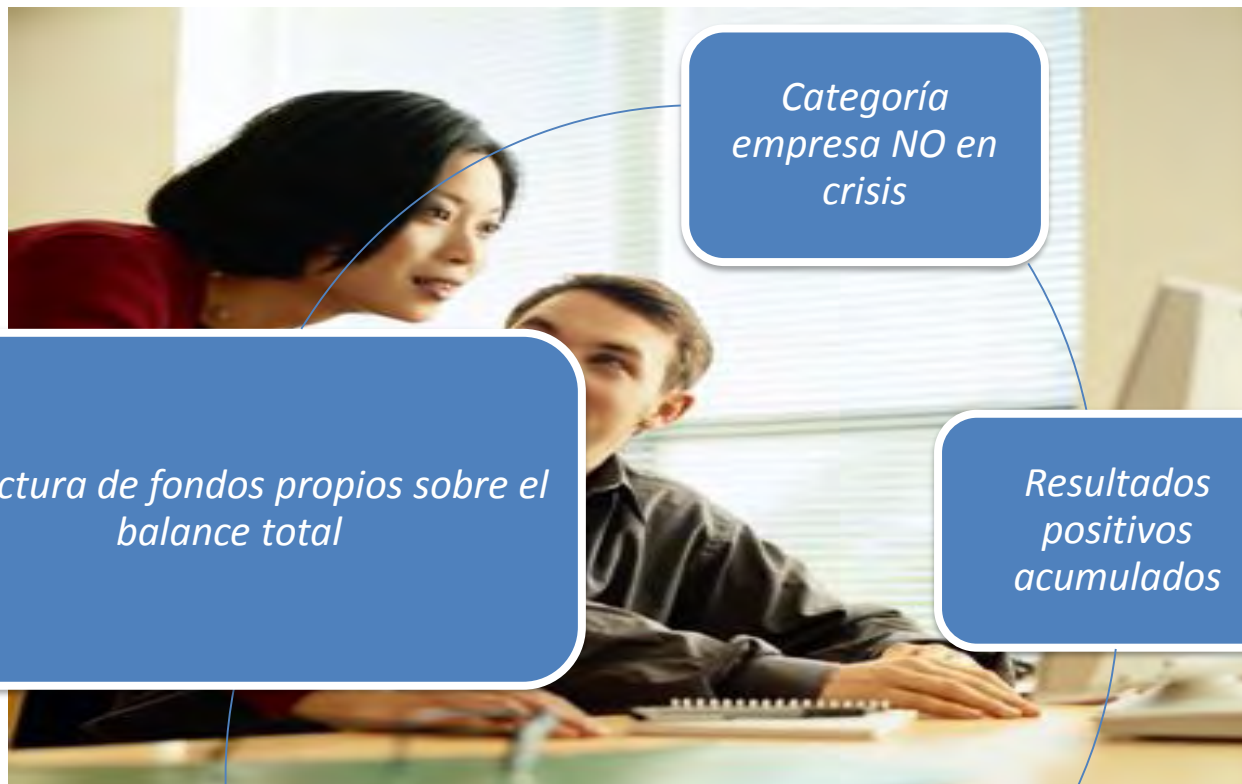 Categoría
empresa NO en
crisis
ctura de fondos propios sobre el
balance total
Resultados
positivos
acumulados